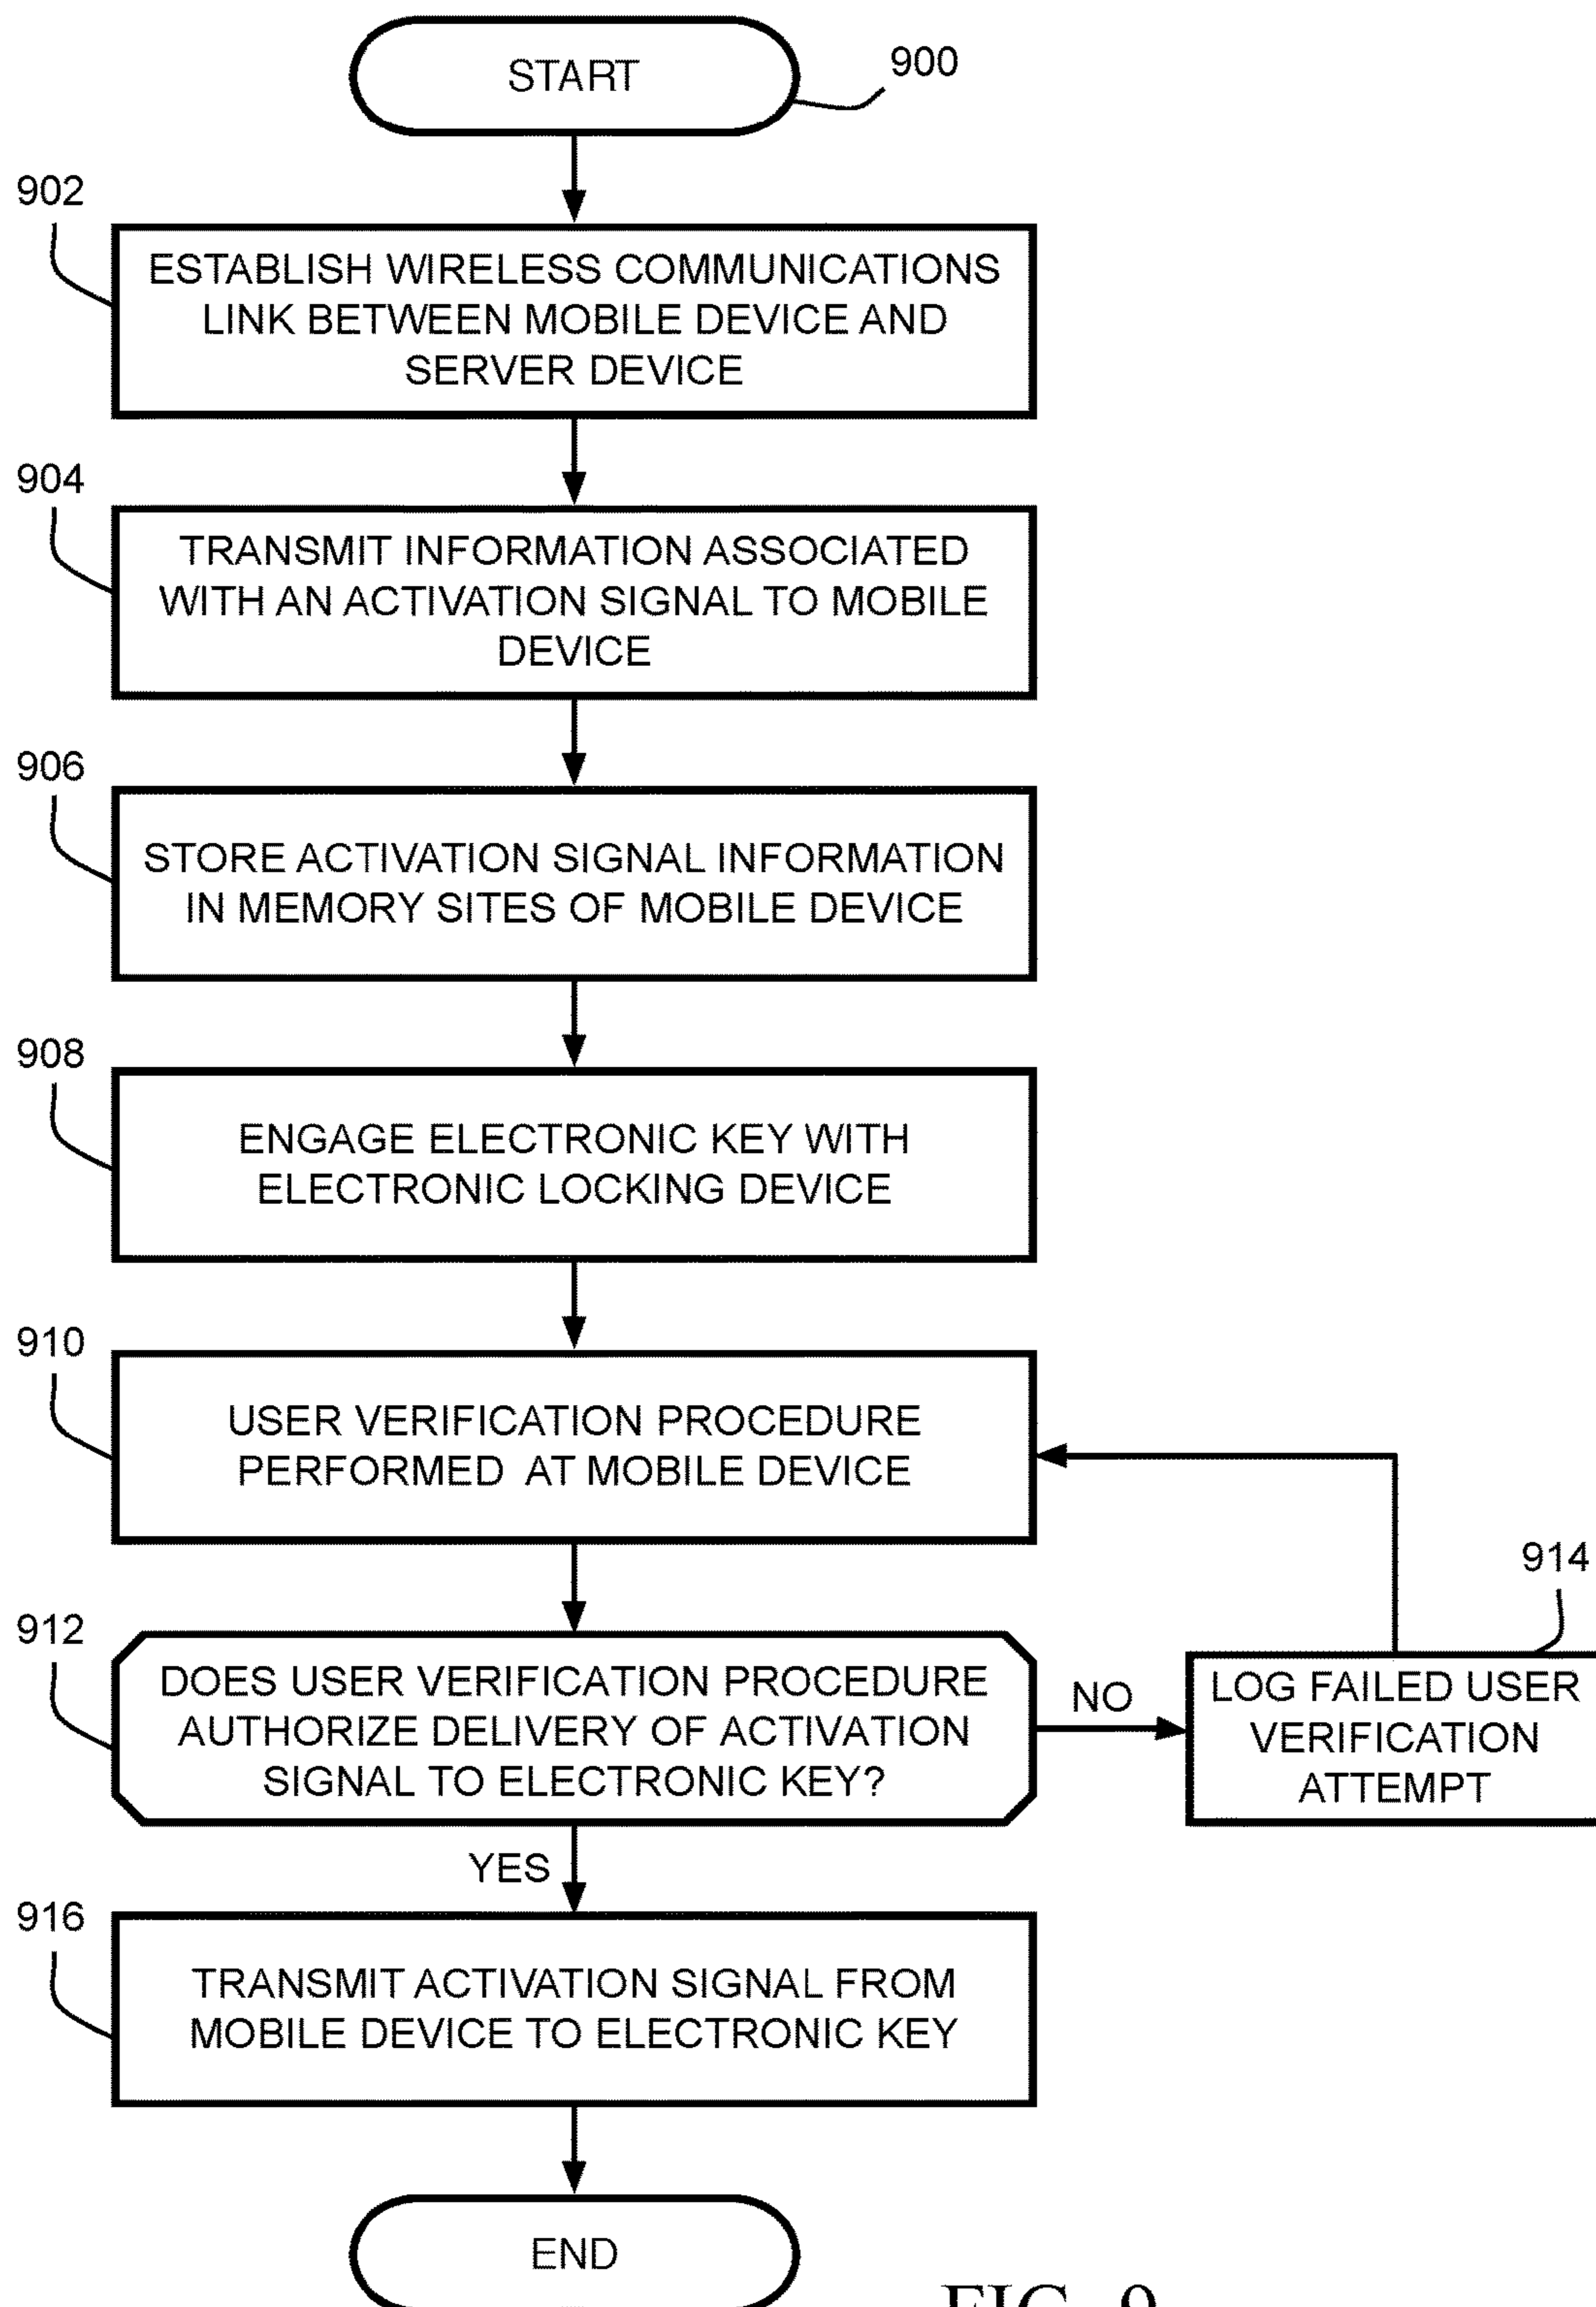 START
900
902
ESTABLISH WIRELESS COMMUNICATIONS
LINK BETWEEN MOBILE DEVICE AND
SERVER DEVICE
904
TRANSMIT INFORMATION ASSOCIATED
WITH AN ACTIVATION SIGNAL TO MOBILE
DEVICE
906
STORE ACTIVATION SIGNAL INFORMATION
IN MEMORY SITES OF MOBILE DEVICE
908
ENGAGE ELECTRONIC KEY WITH
ELECTRONIC LOCKING DEVICE
910
USER VERIFICATION PROCEDURE
PERFORMED AT MOBILE DEVICE
912
DOES USER VERIFICATION PROCEDURE
AUTHORIZE DELIVERY OF ACTIVATION
SIGNAL TO ELECTRONIC KEY?
NO
914
LOG FAILED USER
VERIFICATION
ATTEMPT
YES
916
TRANSMIT ACTIVATION SIGNAL FROM
MOBILE DEVICE TO ELECTRONIC KEY
END
FIG. 9